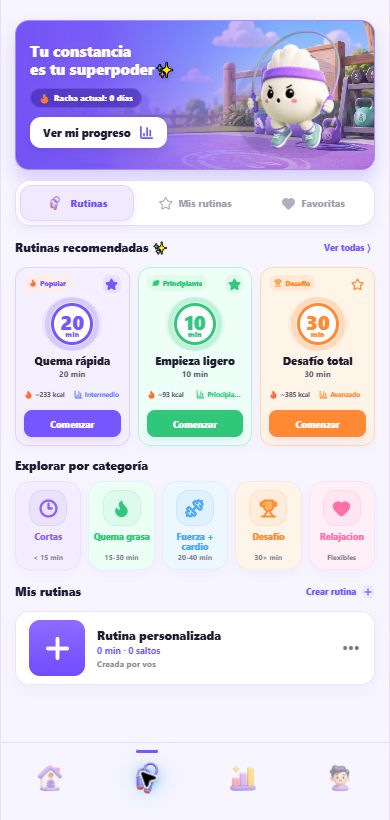 Tu constancia
es tu superpoder
Racha actual: 0 días
Ver mi progreso
Rutinas
Mis rutinas
Favoritas
Rutinas recomendadas
Ver todas
Popular
20
min
Quema rápida
20 min
~233 kcal
Intermedio
Comenzar
Principiante
10
min
Empieza ligero
10 min
~93 kcal
Principia...
Comenzar
Desafío
30
min
Desafío total
30 min
~385 kcal
Avanzado
Comenzar
Explorar por categoría
Cortas
< 15 min
Quema grasa
15-30 min
Fuerza +
cardio
20-40 min
Desafío
30+ min
Relajacion
Flexibles
Mis rutinas
Crear rutina +
Rutina personalizada
0 min · 0 saltos
Creada por vos